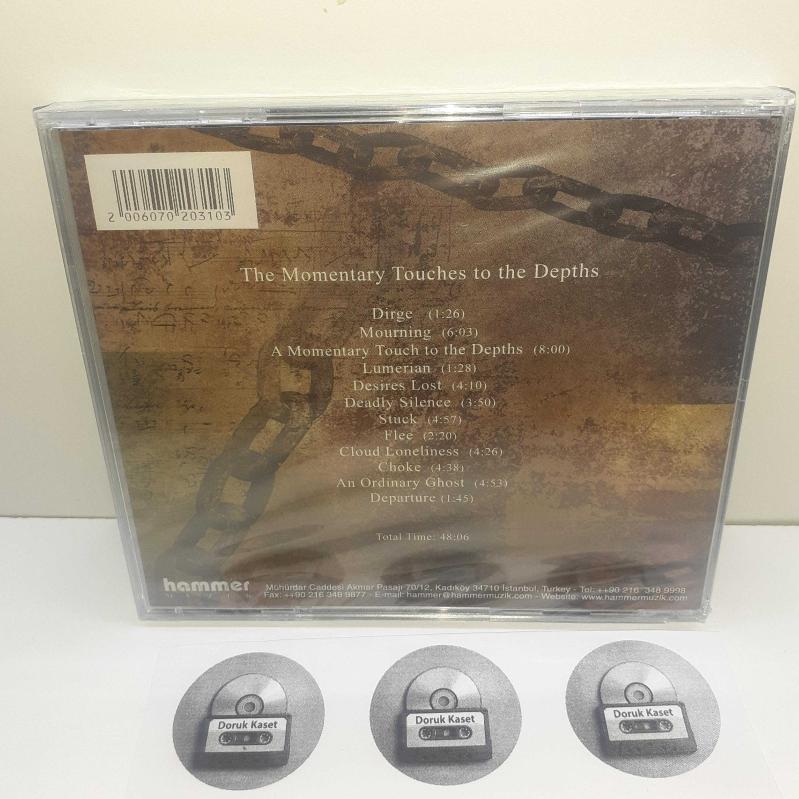 2 006070 203103
The Momentary Touches to the Depths
Dirge (1:26)
Mourning (6:03)
A Momentary Touch to the Depths (8:00)
Lumerian (1:28)
Desires Lost (4:10)
Deadly Silence (3:50)
Stuck (4:57)
Flee (2:20)
Cloud Loneliness (4:26)
Choke (4:38)
An Ordinary Ghost (4:53)
Departure (1:45)
Total Time: 48:06
hammer
Mühürdar Caddesi Akmar Pasajı 70/12, Kadıköy 34710 İstanbul, Turkey - Tel: ++90 216 348 9998
Fax: ++90 216 348 9877 - E-mail: hammer@hammermuzik.com - Website: www.hammermuzik.com
Doruk Kaset
Doruk Kaset
Doruk Kaset